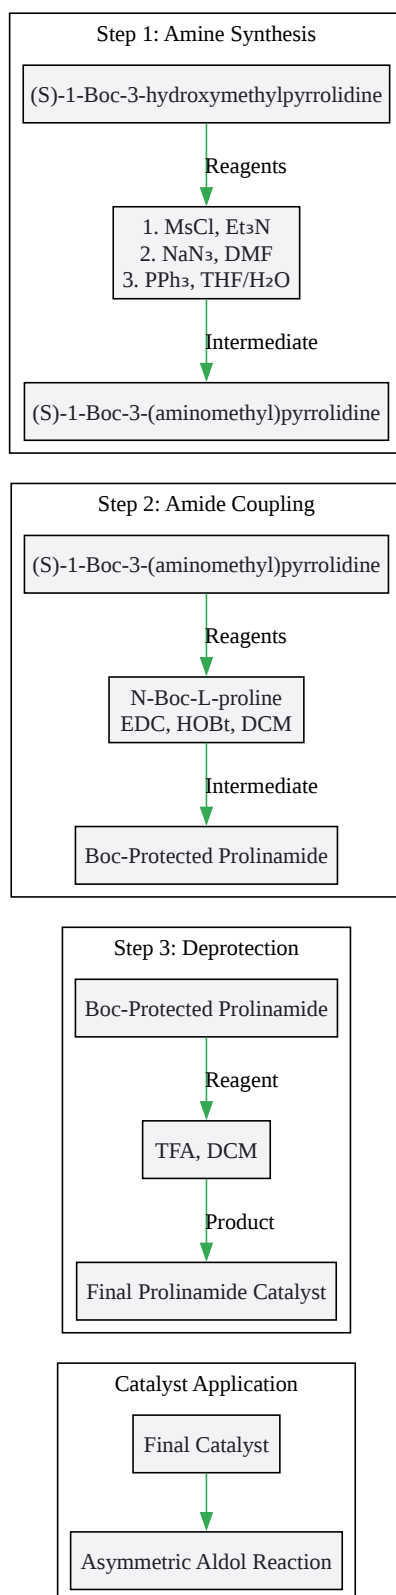 Step 1: Amine Synthesis
(S)-1-Boc-3-hydroxymethylpyrrolidine
Reagents
1. MsCl, Et₃N
2. NaN₃, DMF
3. PPh₃, THF/H₂O
Intermediate
(S)-1-Boc-3-(aminomethyl)pyrrolidine
Step 2: Amide Coupling
(S)-1-Boc-3-(aminomethyl)pyrrolidine
Reagents
N-Boc-L-proline
EDC, HOBt, DCM
Intermediate
Boc-Protected Prolinamide
Step 3: Deprotection
Boc-Protected Prolinamide
Reagent
TFA, DCM
Product
Final Prolinamide Catalyst
Catalyst Application
Final Catalyst
Asymmetric Aldol Reaction